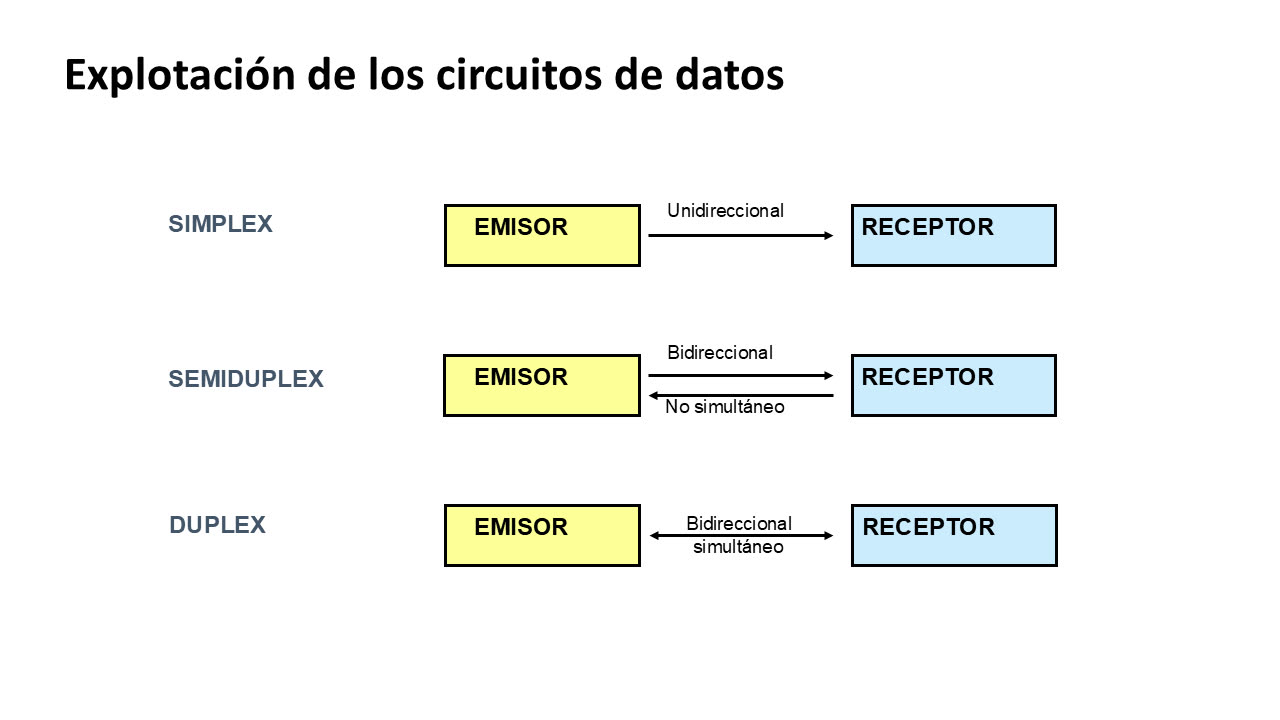 Explotación de los circuitos de datos
SIMPLEX
EMISOR
Unidireccional
RECEPTOR
SEMIDUPLEX
EMISOR
Bidireccional
No simultáneo
RECEPTOR
DUPLEX
EMISOR
Bidireccional
simultáneo
RECEPTOR